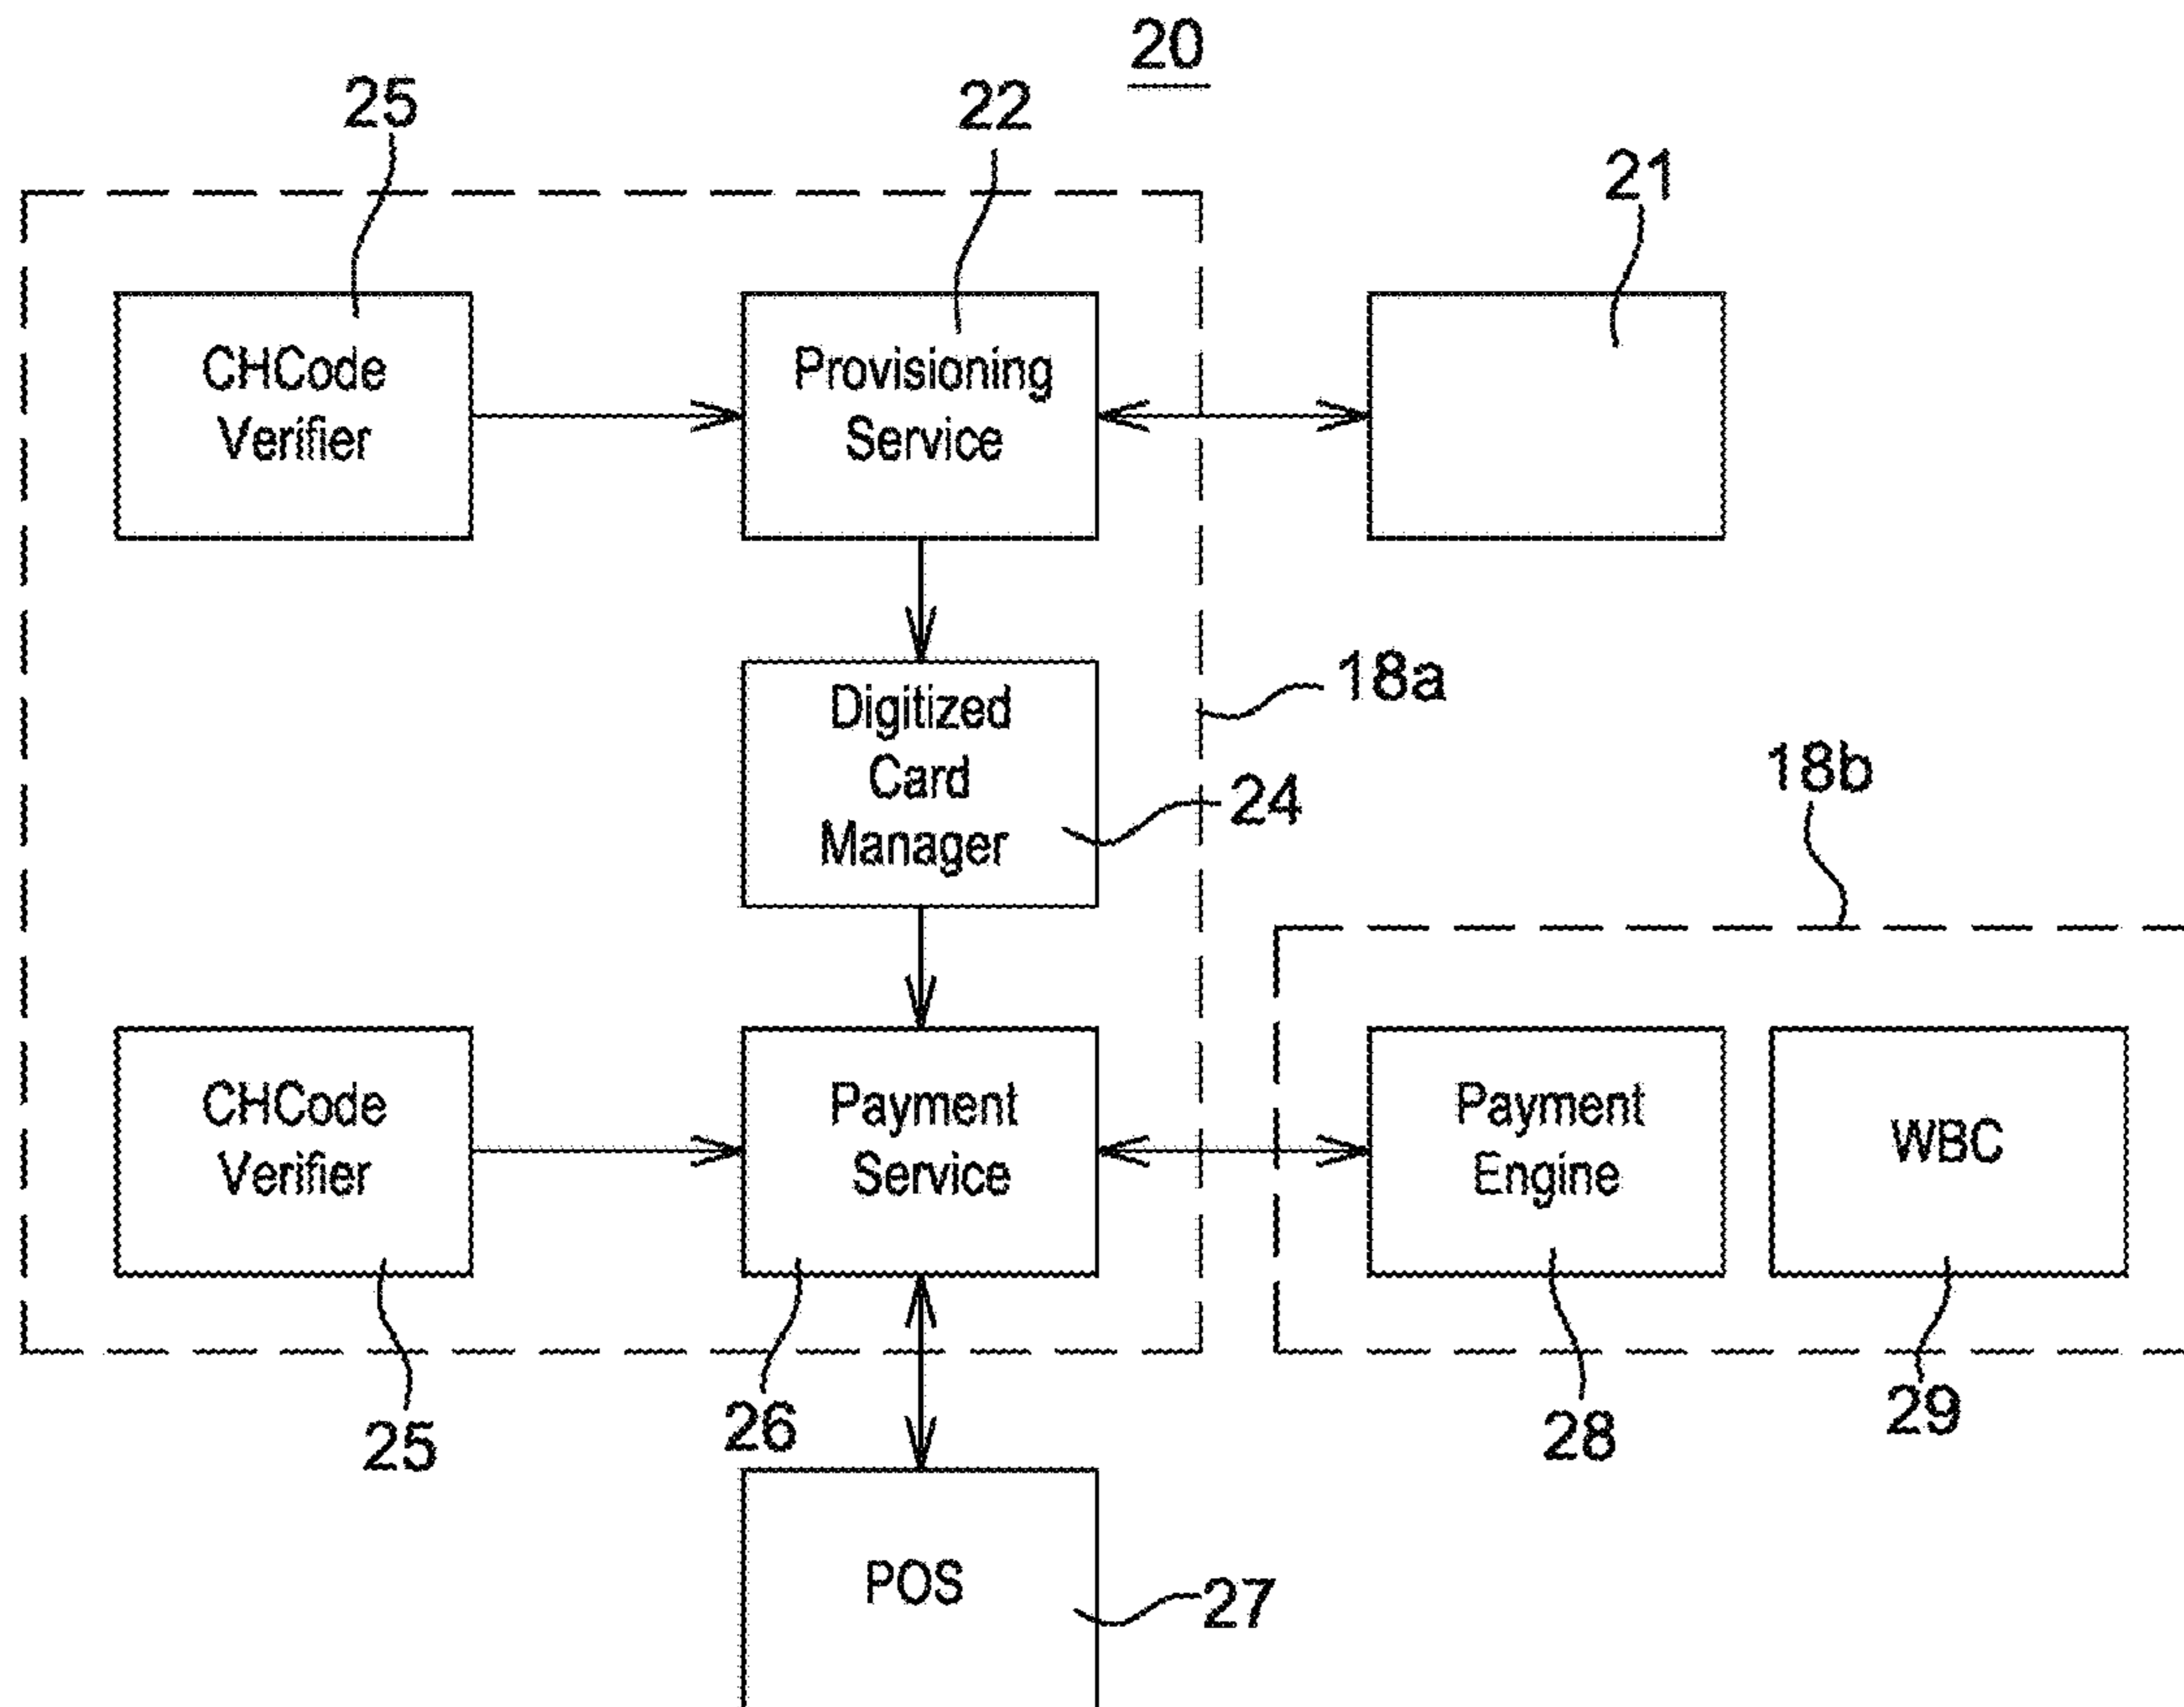 20
25
22
21
CHCode
Verifier
Provisioning
Service
Digitized
Card
Manager
18a
24
18b
CHCode
Verifier
Payment
Service
Payment
Engine
WBC
25
26
28
29
POS
27